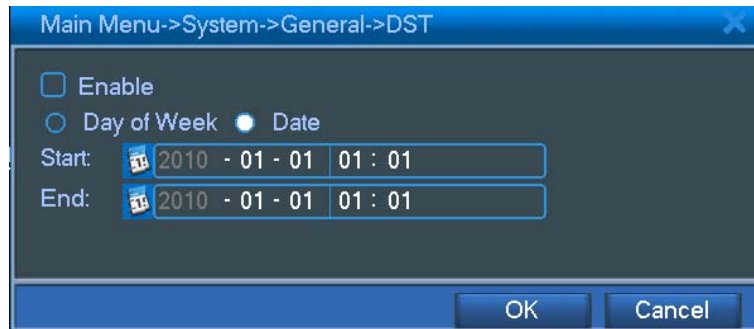 Main Menu->System->General->DST
Enable
Day of Week Date
Start: 2010 - 01 - 01 01 : 01
End: 2010 - 01 - 01 01 : 01
OK Cancel